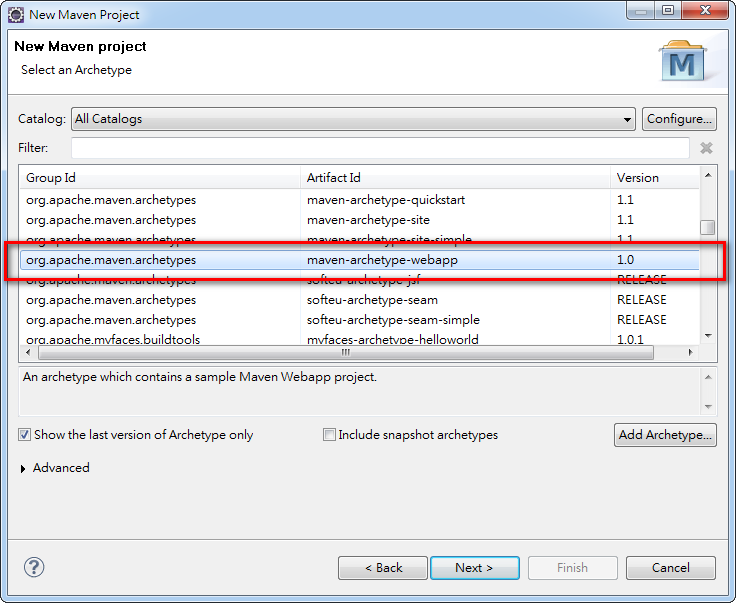 New Maven Project
New Maven project
Select an Archetype
M
Catalog: All Catalogs Configure...
Filter:
Group Id Artifact Id Version
org.apache.maven.archetypes maven-archetype-quickstart 1.1
org.apache.maven.archetypes maven-archetype-site 1.1
org.apache.maven.archetypes maven-archetype-site-simple 1.1
org.apache.maven.archetypes maven-archetype-webapp 1.0
org.apache.maven.archetypes softeu-archetype-jsf RELEASE
org.apache.maven.archetypes softeu-archetype-seam RELEASE
org.apache.maven.archetypes softeu-archetype-seam-simple RELEASE
org.apache.myfaces.buildtools myfaces-archetype-helloworld 1.0.1
An archetype which contains a sample Maven Webapp project.
Show the last version of Archetype only Include snapshot archetypes Add Archetype...
Advanced
? < Back Next > Finish Cancel